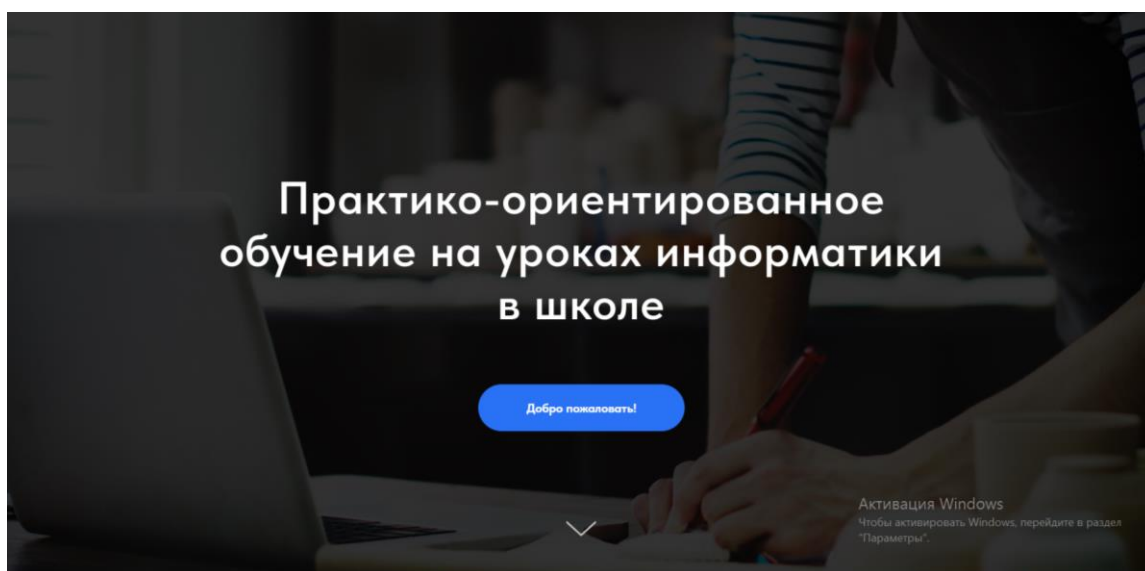 Практико-ориентированное
обучение на уроках информатики
в школе
Добро пожаловать!
Активация Windows
Чтобы активировать Windows, перейдите в раздел
"Параметры".